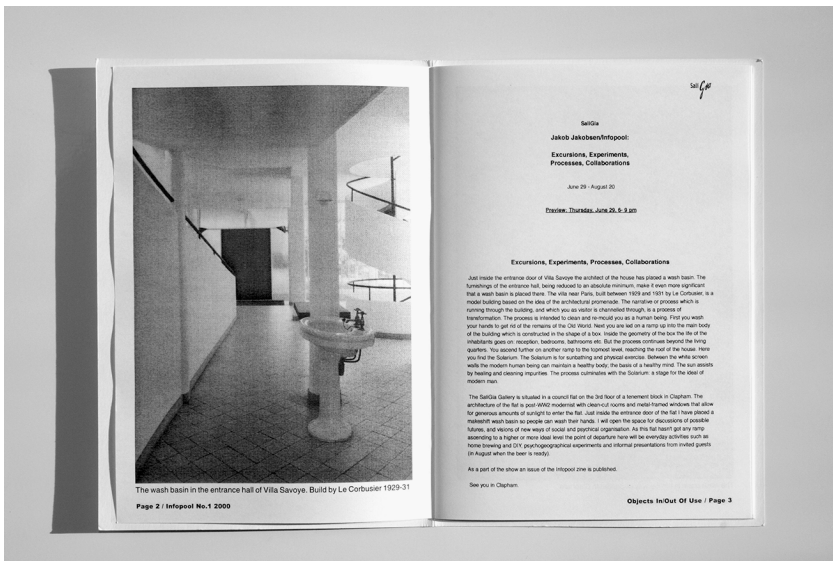 The wash basin in the entrance hall of Villa Savoye. Build by Le Corbusier 1929-31
Page 2 / Infopool No.1 2000
Sali Gia
SaliGia
Jakob Jakobsen/Infopool:
Excursions, Experiments,
Processes, Collaborations
June 29 - August 20
Preview: Thursday, June 29, 6- 9 pm
Excursions, Experiments, Processes, Collaborations
Just inside the entrance door of Villa Savoye the architect of the house has placed a wash basin. The
furnishings of the entrance hall, being reduced to an absolute minimum, make it even more significant
that a wash basin is placed there. The villa near Paris, built between 1929 and 1931 by Le Corbusier, is a
model building based on the idea of the architectural promenade. The narrative or process which is
running through the building, and which you as visitor is channelled through, is a process of
transformation. The process is intended to clean and re-mould you as a human being. First you wash
your hands to get rid of the remains of the Old World. Next you are led on a ramp up into the main body
of the building which is constructed in the shape of a box. Inside the geometry of the box the life of the
inhabitants goes on: reception, bedrooms, bathrooms etc. But the process continues beyond the living
quarters. You ascend further on another ramp to the topmost level, reaching the roof of the house. Here
you find the Solarium. The Solarium is for sunbathing and physical exercise. Between the white screen
walls the modern human being can maintain a healthy body; the basis of a healthy mind. The sun assists
by healing and cleaning impurities. The process culminates with the Solarium: a stage for the ideal of
modern man.
The SaliGia Gallery is situated in a council flat on the 3rd floor of a tenement block in Clapham. The
architecture of the flat is post-WW2 modernist with clean-cut rooms and metal-framed windows that allow
for generous amounts of sunlight to enter the flat. Just inside the entrance door of the flat I have placed a
makeshift wash basin so people can wash their hands. I will open the space for discussions of possible
futures, and visions of new ways of social and psychical organisation. As this flat hasn't got any ramp
ascending to a higher or more ideal level the point of departure here will be everyday activities such as
home brewing and DIY, psychogeographical experiments and informal presentations from invited guests
(in August when the beer is ready).
As a part of the show an issue of the Infopool zine is published.
See you in Clapham.
Objects In/Out Of Use / Page 3